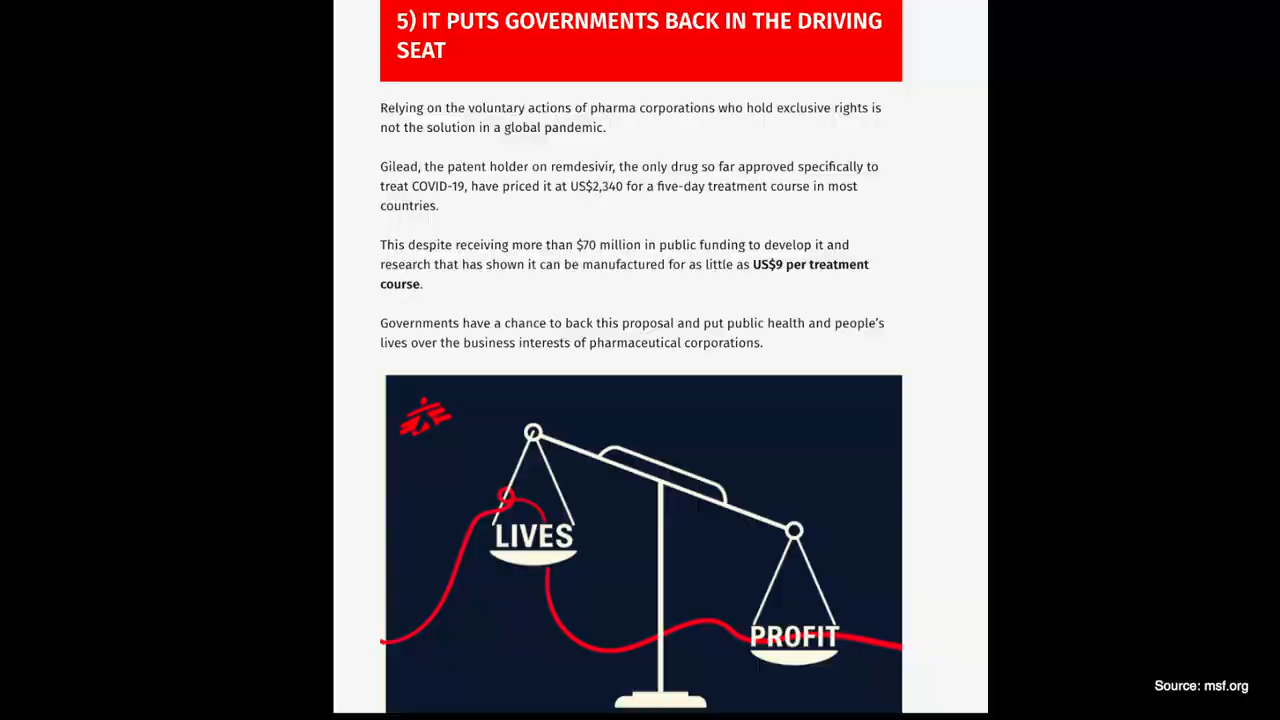 5) IT PUTS GOVERNMENTS BACK IN THE DRIVING
SEAT
Relying on the voluntary actions of pharma corporations who hold exclusive rights is
not the solution in a global pandemic.
Gilead, the patent holder on remdesivir, the only drug so far approved specifically to
treat COVID-19, have priced it at US$2,340 for a five-day treatment course in most
countries.
This despite receiving more than $70 million in public funding to develop it and
research that has shown it can be manufactured for as little as US$9 per treatment
course.
Governments have a chance to back this proposal and put public health and people’s
lives over the business interests of pharmaceutical corporations.
LIVES
PROFIT
Source: msf.org